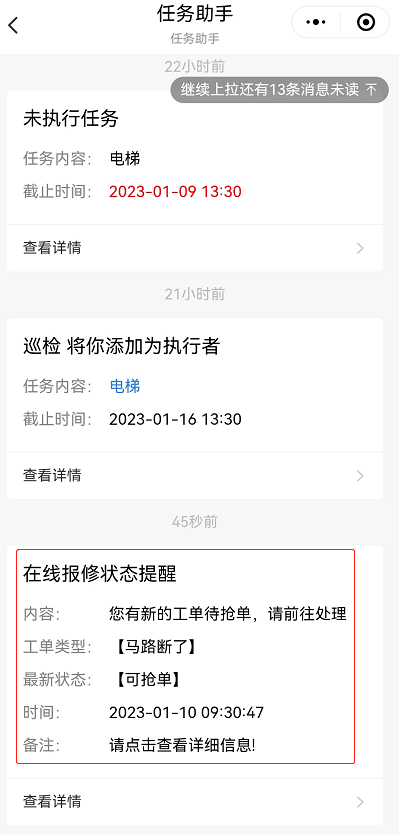 任务助手
任务助手
22小时前
继续上拉还有13条消息未读
未执行任务
任务内容： 电梯
截止时间： 2023-01-09 13:30
查看详情
21小时前
巡检 将你添加为执行者
任务内容： 电梯
截止时间： 2023-01-16 13:30
查看详情
45秒前
在线报修状态提醒
内容： 您有新的工单待抢单，请前往处理
工单类型： 【马路断了】
最新状态： 【可抢单】
时间： 2023-01-10 09:30:47
备注： 请点击查看详细信息!
查看详情